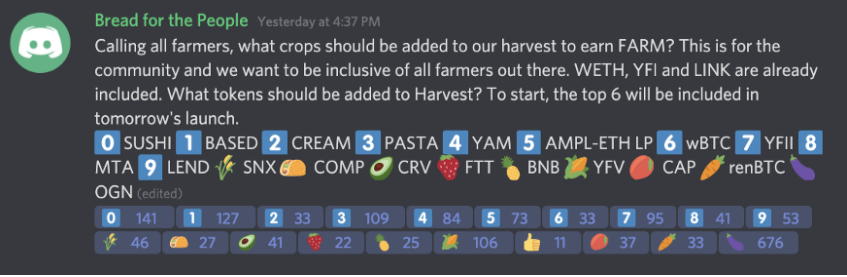 Bread for the People Yesterday at 4:37 PM
Calling all farmers, what crops should be added to our harvest to earn FARM? This is for the
community and we want to be inclusive of all farmers out there. WETH, YFI and LINK are already
included. What tokens should be added to Harvest? To start, the top 6 will be included in
tomorrow's launch.
0 SUSHI 1 BASED 2 CREAM 3 PASTA 4 YAM 5 AMPL-ETH LP 6 wBTC 7 YFII 8
MTA 9 LEND 🌾 SNX 🌮 COMP 🥑 CRV 🍓 FTT 🍍 BNB 🌽 YFV 🥭 CAP 🥕 renBTC 🍆
OGN (edited)
0 141 1 127 2 33 3 109 4 84 5 73 6 33 7 95 8 41 9 53
🌾 46 🌮 27 🥑 41 🍓 22 🍍 25 🌽 106 👍 11 🥭 37 🥕 33 🍆 676